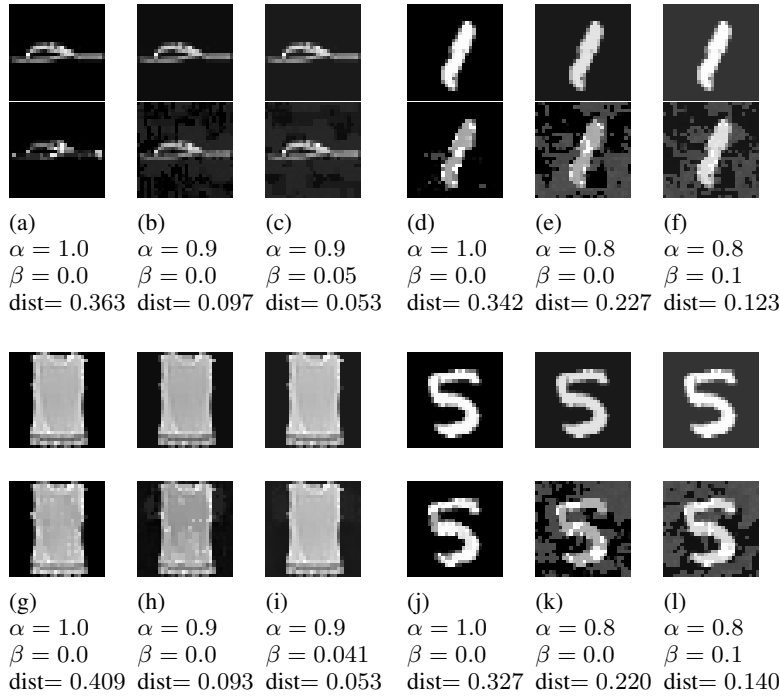 (a) (b) (c) (d) (e) (f)
α = 1.0 α = 0.9 α = 0.9 α = 1.0 α = 0.8 α = 0.8
β = 0.0 β = 0.0 β = 0.05 β = 0.0 β = 0.0 β = 0.1
dist= 0.363 dist= 0.097 dist= 0.053 dist= 0.342 dist= 0.227 dist= 0.123
(g) (h) (i) (j) (k) (l)
α = 1.0 α = 0.9 α = 0.9 α = 1.0 α = 0.8 α = 0.8
β = 0.0 β = 0.0 β = 0.041 β = 0.0 β = 0.0 β = 0.1
dist= 0.409 dist= 0.093 dist= 0.053 dist= 0.327 dist= 0.220 dist= 0.140